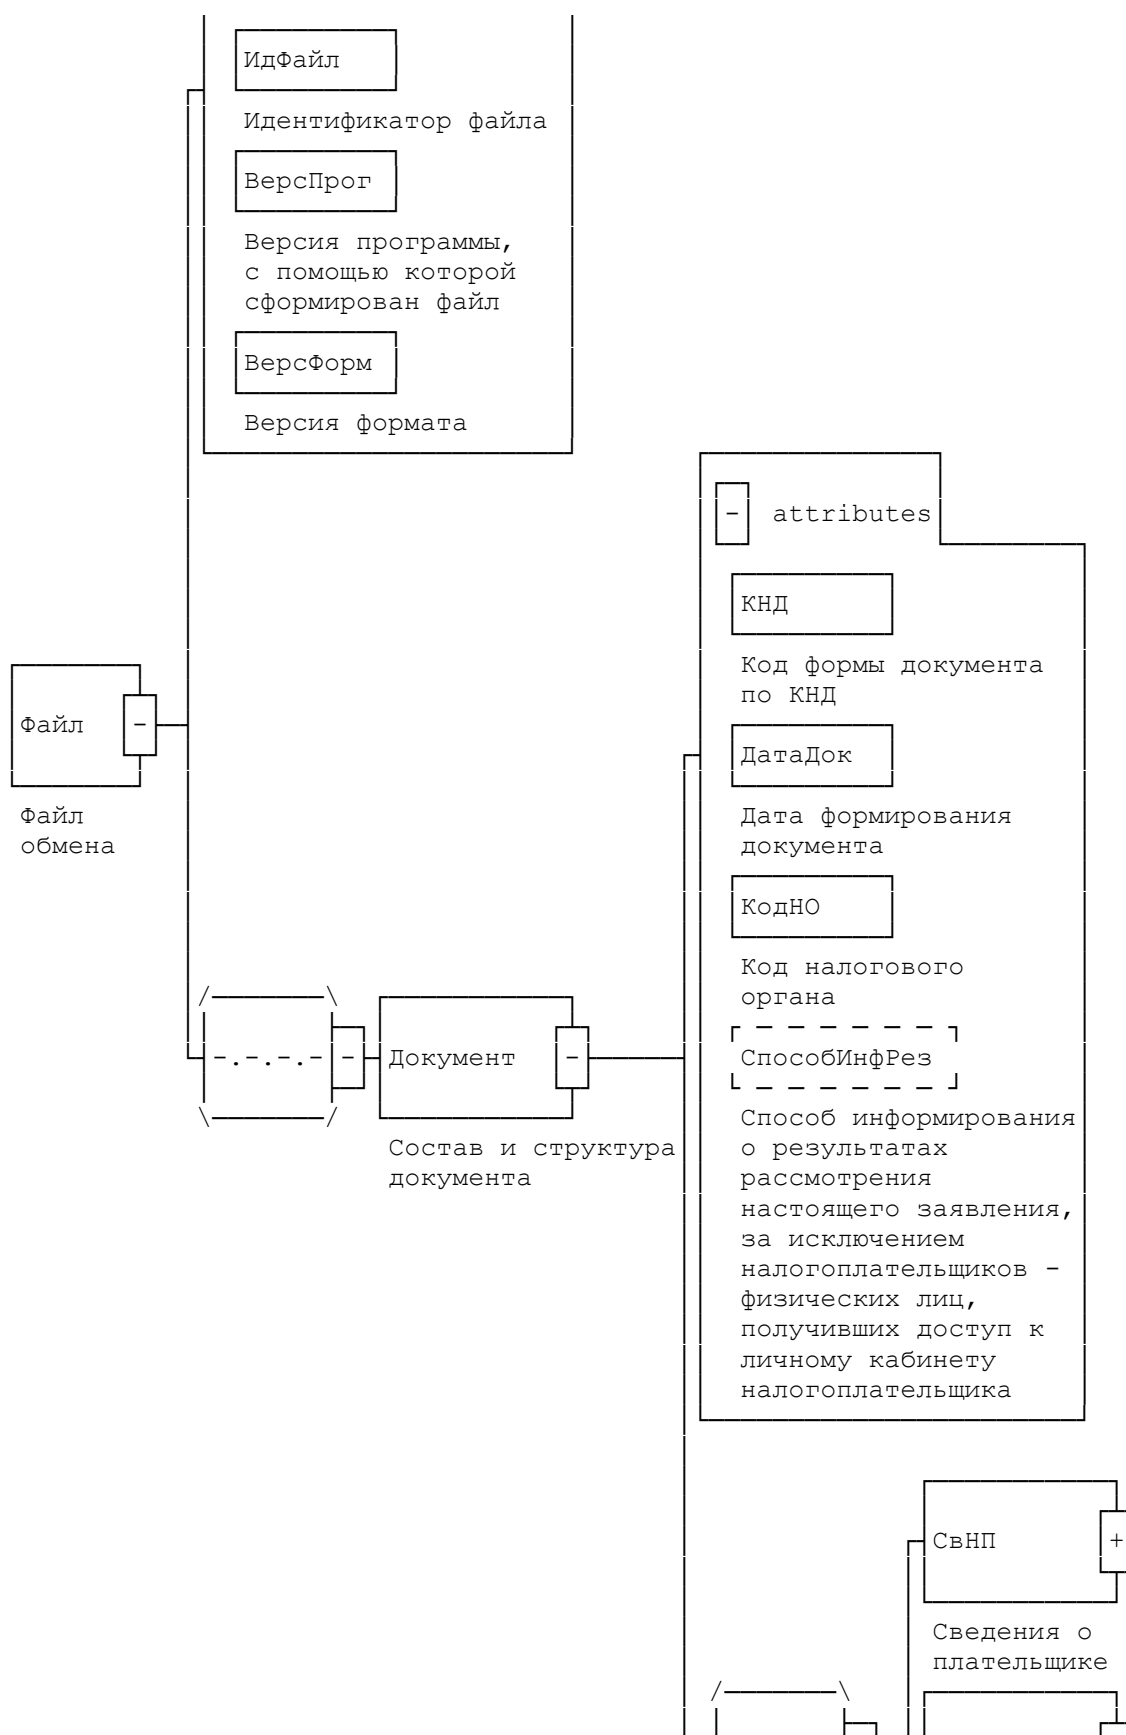 ИдФайл
Идентификатор файла
ВерсПрог
Версия программы,
с помощью которой
сформирован файл
ВерсФорм
Версия формата
- attributes
КНД
Код формы документа
по КНД
Файл -
Файл
обмена
ДатаДок
Дата формирования
документа
КодНО
Код налогового
органа
-.-.-.- - Документ -
Состав и структура
документа
СпособИнфРез
Способ информирования
о результатах
рассмотрения
настоящего заявления,
за исключением
налогоплательщиков -
физических лиц,
получивших доступ к
личному кабинету
налогоплательщика
СвНП +
Сведения о
плательщике